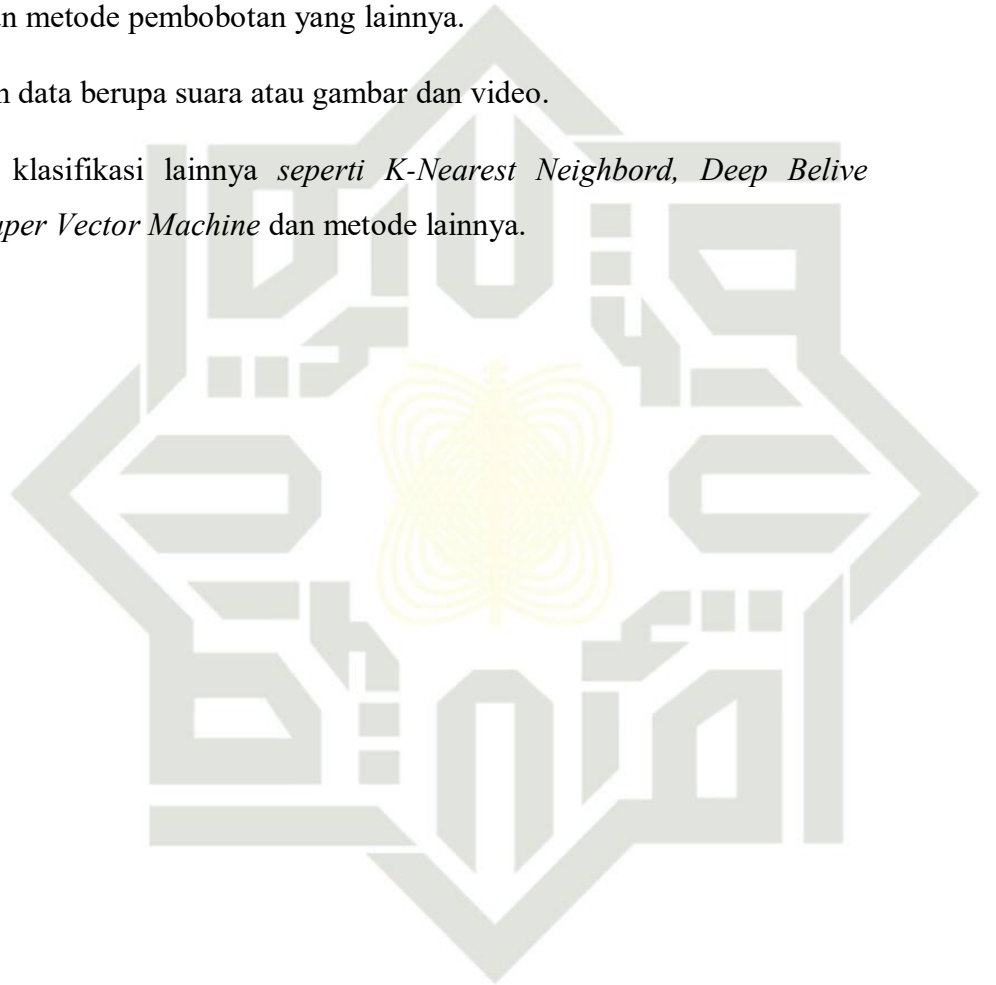 metode pembobotan yang lainnya.
data berupa suara atau gambar dan video.
klasifikasi lainnya seperti K-Nearest Neighbord, Deep Belive
Vector Machine dan metode lainnya.